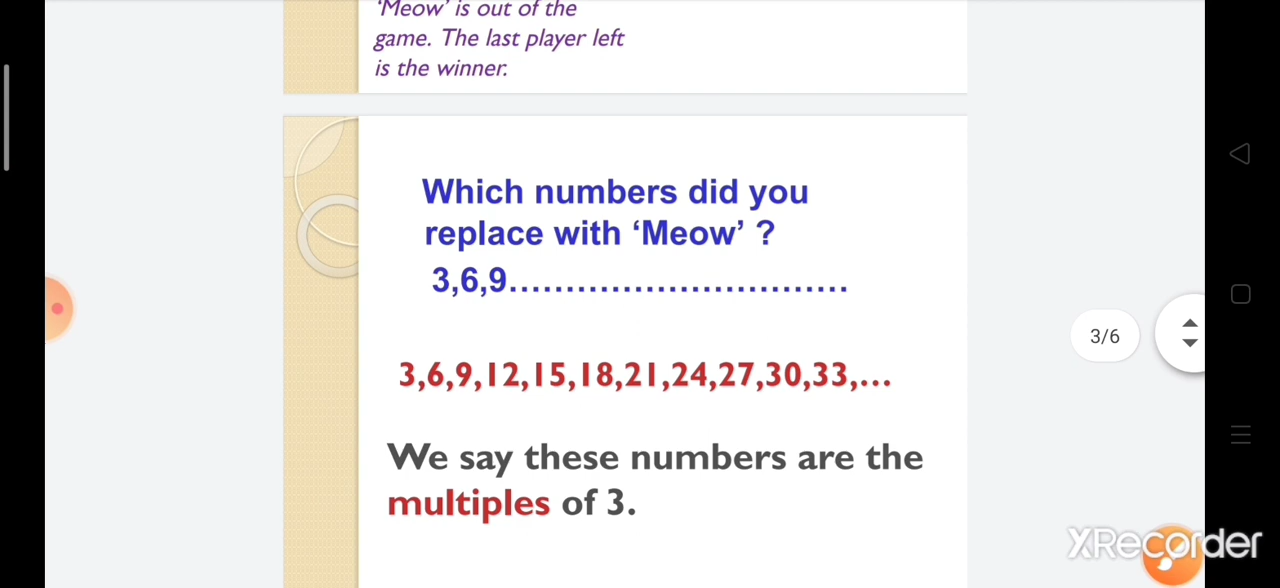 ‘Meow’ is out of the
game. The last player left
is the winner.
Which numbers did you
replace with ‘Meow’ ?
3,6,9..............................
3,6,9,12,15,18,21,24,27,30,33,...
We say these numbers are the
multiples of 3.
3/6
XRecorder